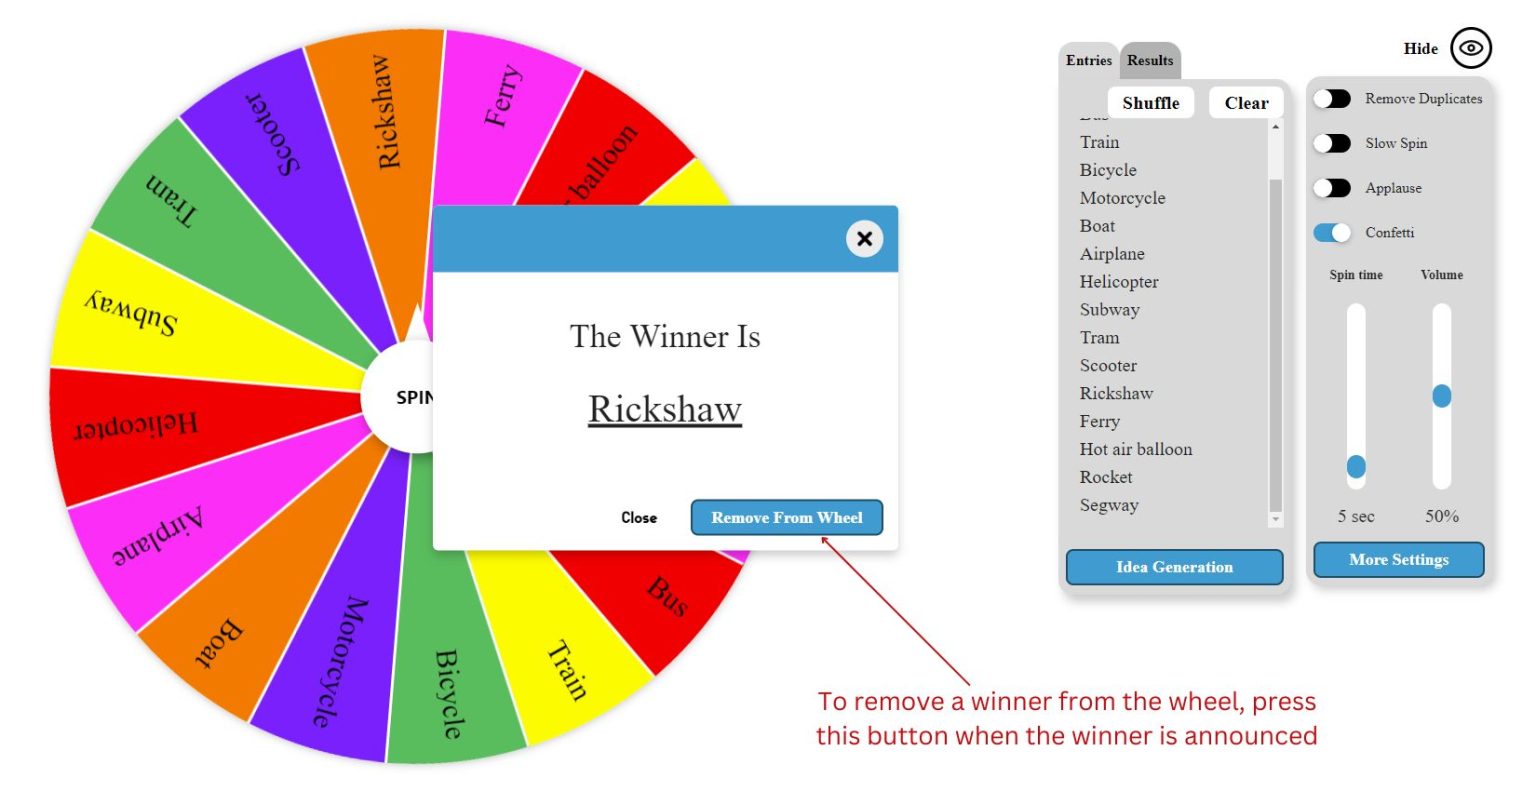 Rickshaw
Ferry
balloon
Scooter
Tram
Subway
Helicopter
Airplane
Boat
Motorcycle
Bicycle
Train
Bus
SPIN
The Winner Is
Rickshaw
Close
Remove From Wheel
To remove a winner from the wheel, press
this button when the winner is announced
Entries
Results
Shuffle
Clear
Bus
Train
Bicycle
Motorcycle
Boat
Airplane
Helicopter
Subway
Tram
Scooter
Rickshaw
Ferry
Hot air balloon
Rocket
Segway
Idea Generation
Hide
Remove Duplicates
Slow Spin
Applause
Confetti
Spin time
Volume
5 sec
50%
More Settings